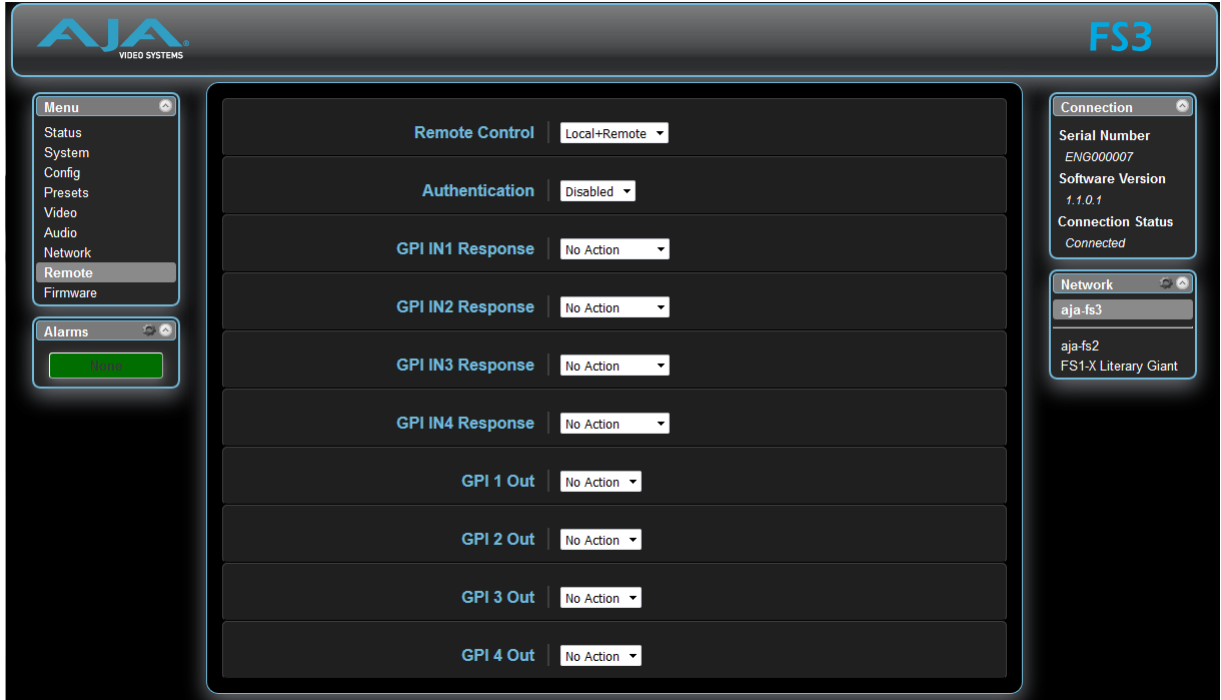 AJA
VIDEO SYSTEMS
FS3
Menu
Status
System
Config
Presets
Video
Audio
Network
Remote
Firmware
Alarms
None
Remote Control Local+Remote
Authentication Disabled
GPI IN1 Response No Action
GPI IN2 Response No Action
GPI IN3 Response No Action
GPI IN4 Response No Action
GPI 1 Out No Action
GPI 2 Out No Action
GPI 3 Out No Action
GPI 4 Out No Action
Connection
Serial Number
ENG000007
Software Version
1.1.0.1
Connection Status
Connected
Network
aja-fs3
aja-fs2
FS1-X Literary Giant